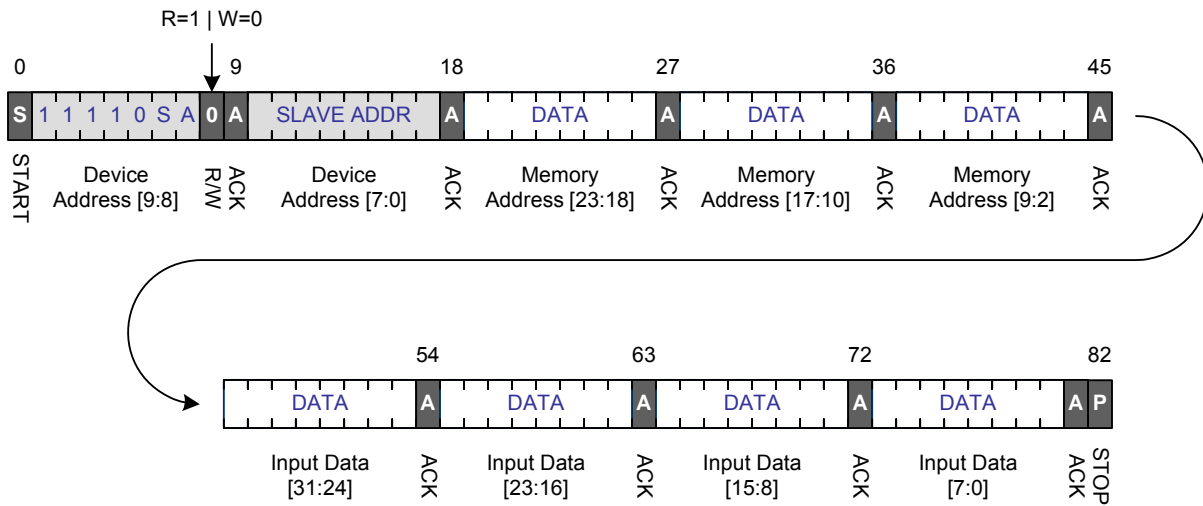 R=1 | W=0
0 9 18 27 36 45
S 1 1 1 1 0 S A 0 A SLAVE ADDR A DATA A DATA A DATA A
START Device Address [9:8] R/W ACK Device Address [7:0] ACK Memory Address [23:18] ACK Memory Address [17:10] ACK Memory Address [9:2] ACK
54 63 72 82
DATA A DATA A DATA A DATA A P
Input Data [31:24] ACK Input Data [23:16] ACK Input Data [15:8] ACK Input Data [7:0] ACK STOP